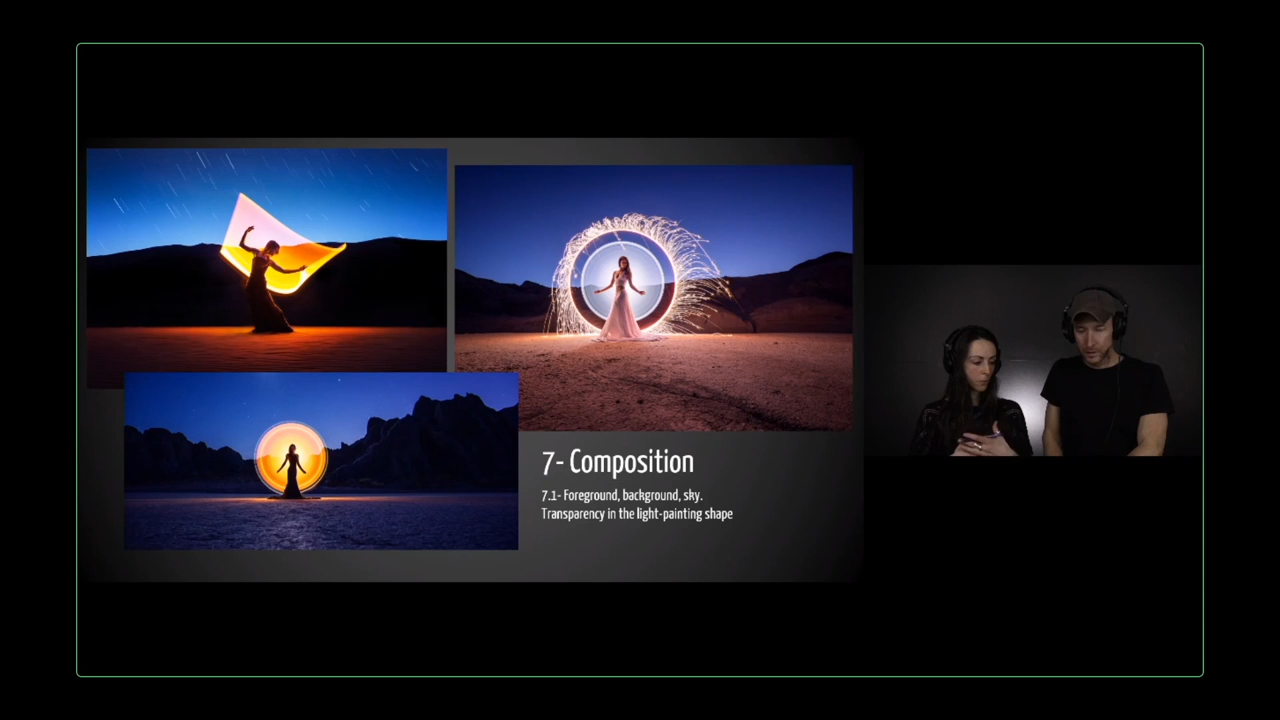 7- Composition
7.1- Foreground, background, sky.
Transparency in the light-painting shape